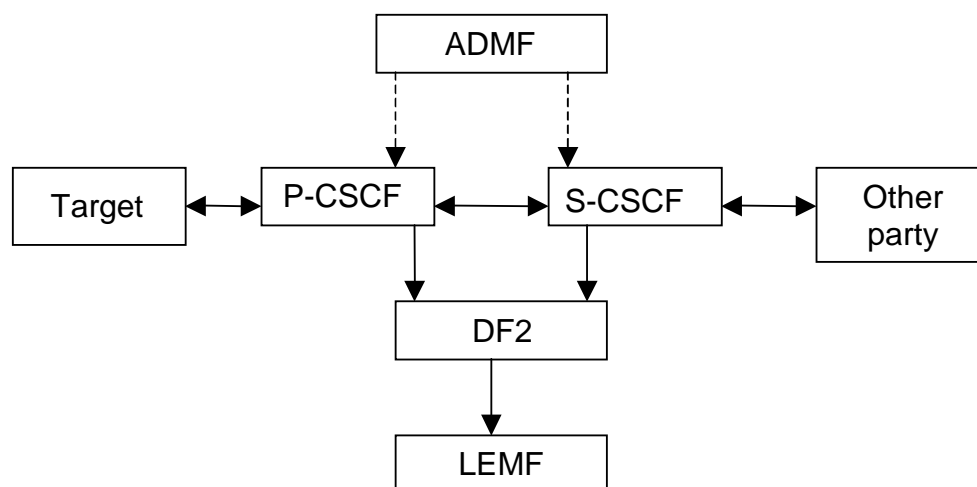 ADMF
Target
P-CSCF
S-CSCF
Other
party
DF2
LEMF